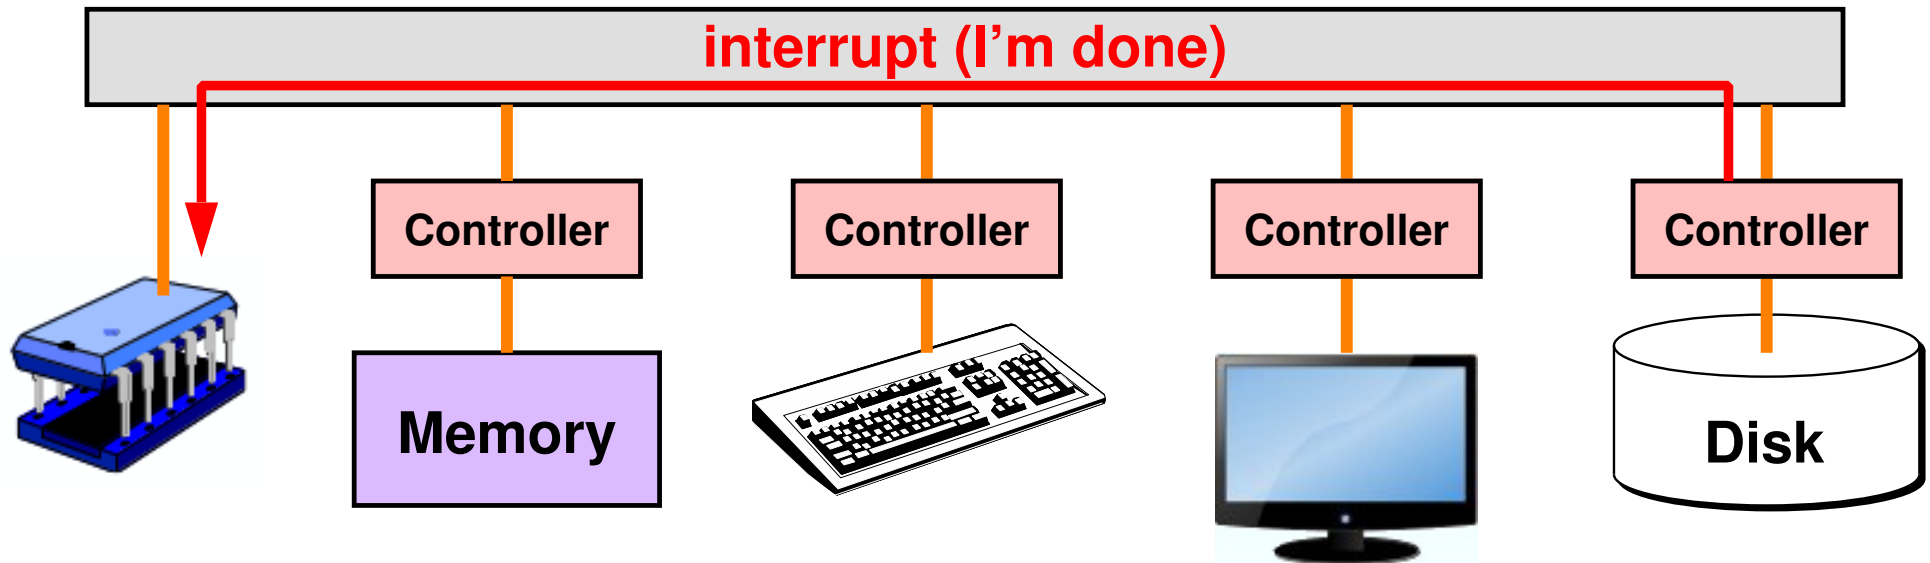 interrupt (I’m done)
Controller
Controller
Controller
Controller
Memory
Disk